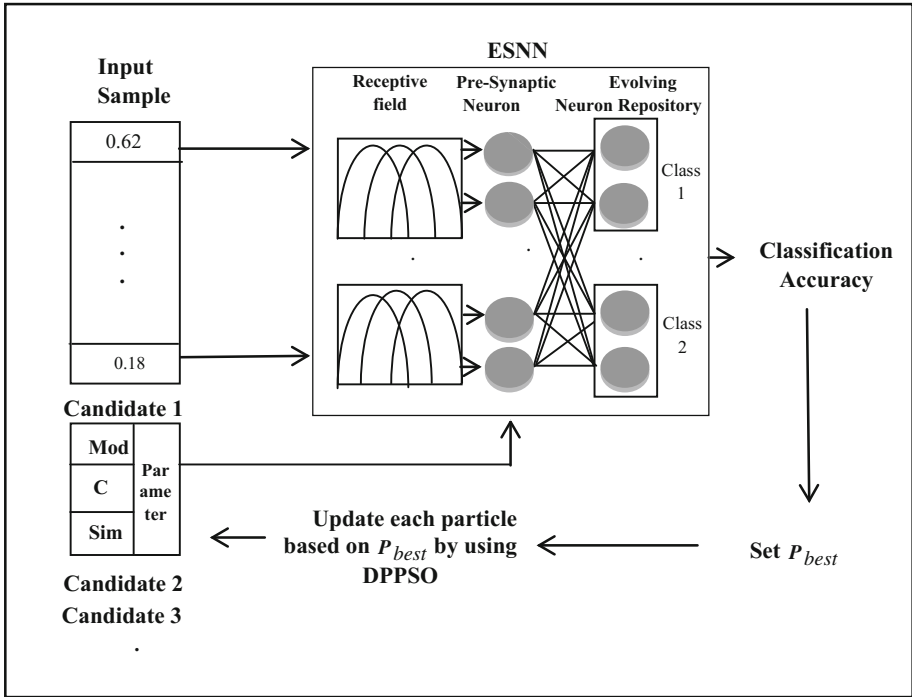 ESNN
Input
Sample
0.62
.
.
.
.
0.18
Receptive
field
Pre-Synaptic
Neuron
Evolving
Neuron Repository
Class
1
.
.
.
Class
2
Classification
Accuracy
Candidate 1
Mod
C
Sim
Par
ame
ter
Update each particle
based on P best by using
DPPSO
Set P best
Candidate 2
Candidate 3
.